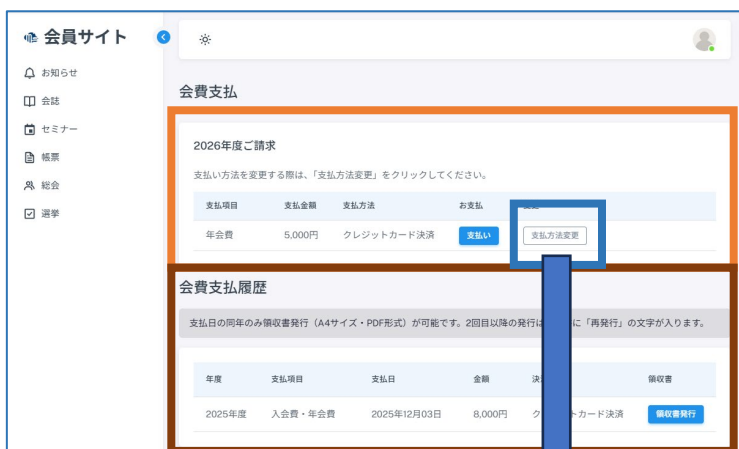 会員サイト
お知らせ
会誌
セミナー
帳票
総会
選挙
会費支払
2026年度ご請求
支払い方法を変更する際は、「支払方法変更」をクリックしてください。
支払項目 支払金額 支払方法 お支払
年会費 5,000円 クレジットカード決済 支払い 支払方法変更
会費支払履歴
支払日の同年のみ領収書発行（A4サイズ・PDF形式）が可能です。2回目以降の発行は に「再発行」の文字が入ります。
年度 支払項目 支払日 金額 決 領収書
2025年度 入会費・年会費 2025年12月03日 8,000円 ク トカード決済 領収書発行